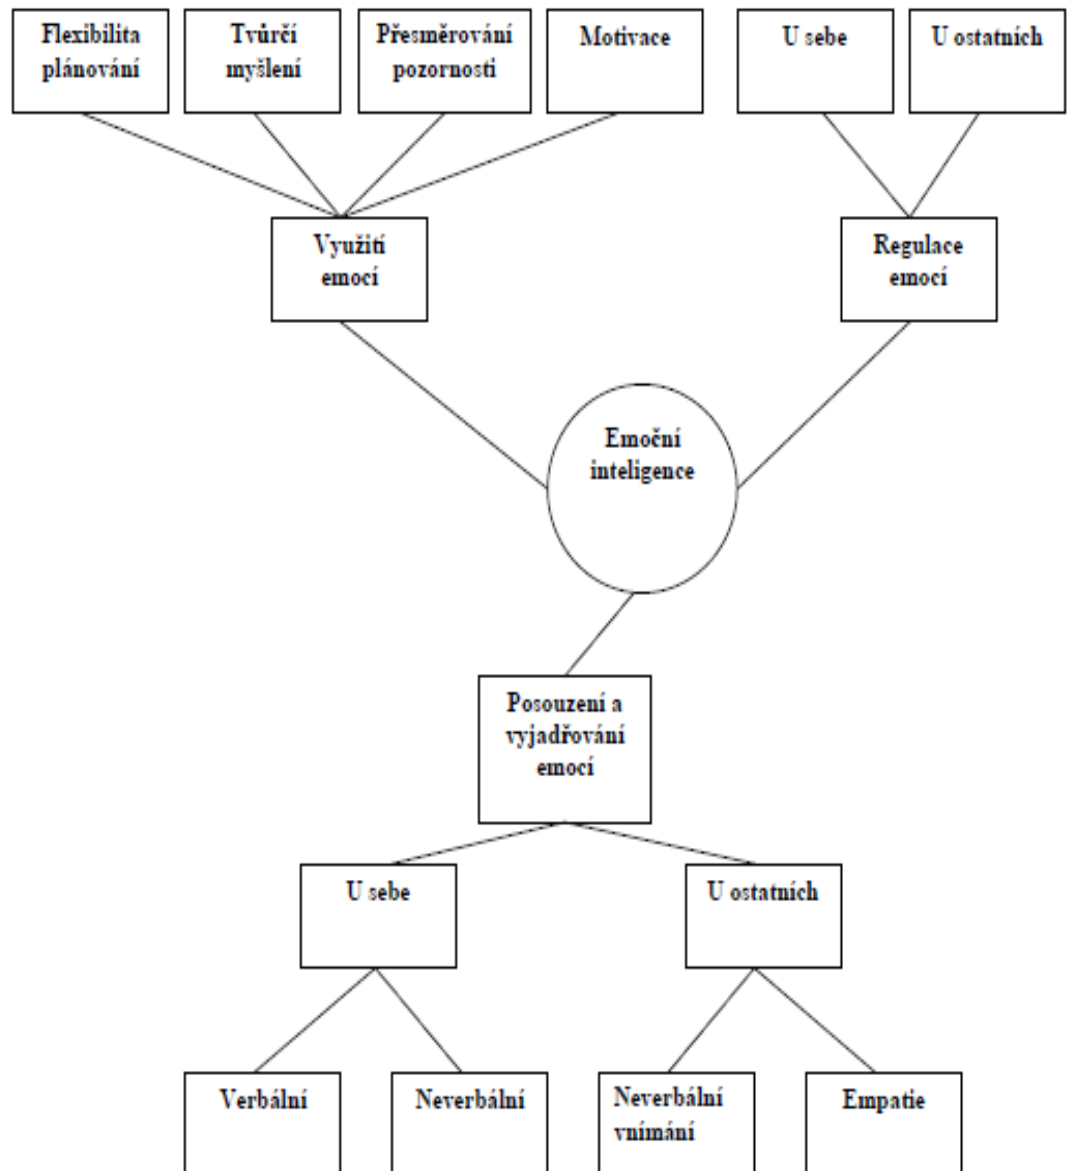 Flexibilita
plánování
Tvůrčí
myšlení
Přesměrování
pozornosti
Motivace
U sebe
U ostatních
Využití
emocí
Regulace
emocí
Emoční
inteligence
Posouzení a
vyjadřování
emocí
U sebe
U ostatních
Verbální
Neverbální
Neverbální
vnímání
Empatie